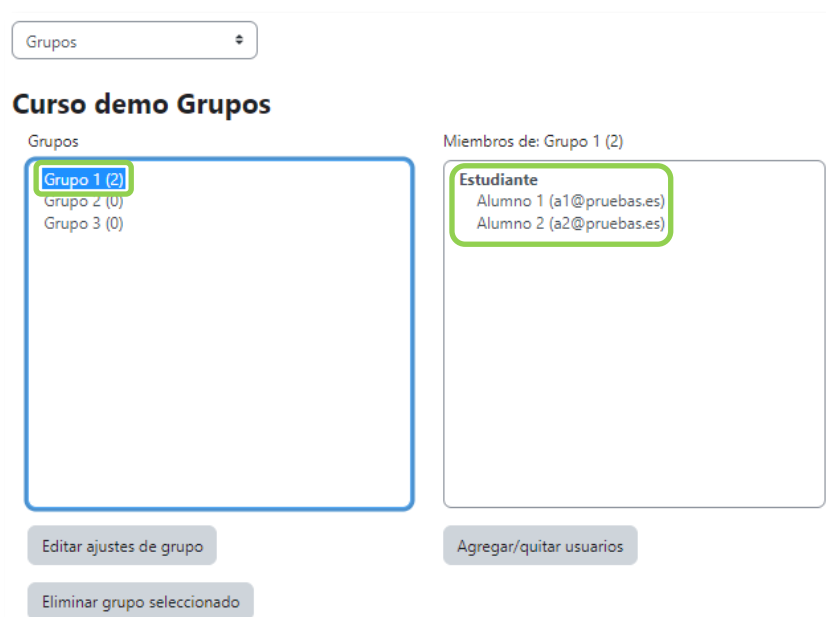 Grupos
Curso demo Grupos
Grupos
Grupo 1 (2)
Grupo 2 (0)
Grupo 3 (0)
Editar ajustes de grupo
Eliminar grupo seleccionado
Miembros de: Grupo 1 (2)
Estudiante
Alumno 1 (a1@pruebas.es)
Alumno 2 (a2@pruebas.es)
Agregar/quitar usuarios